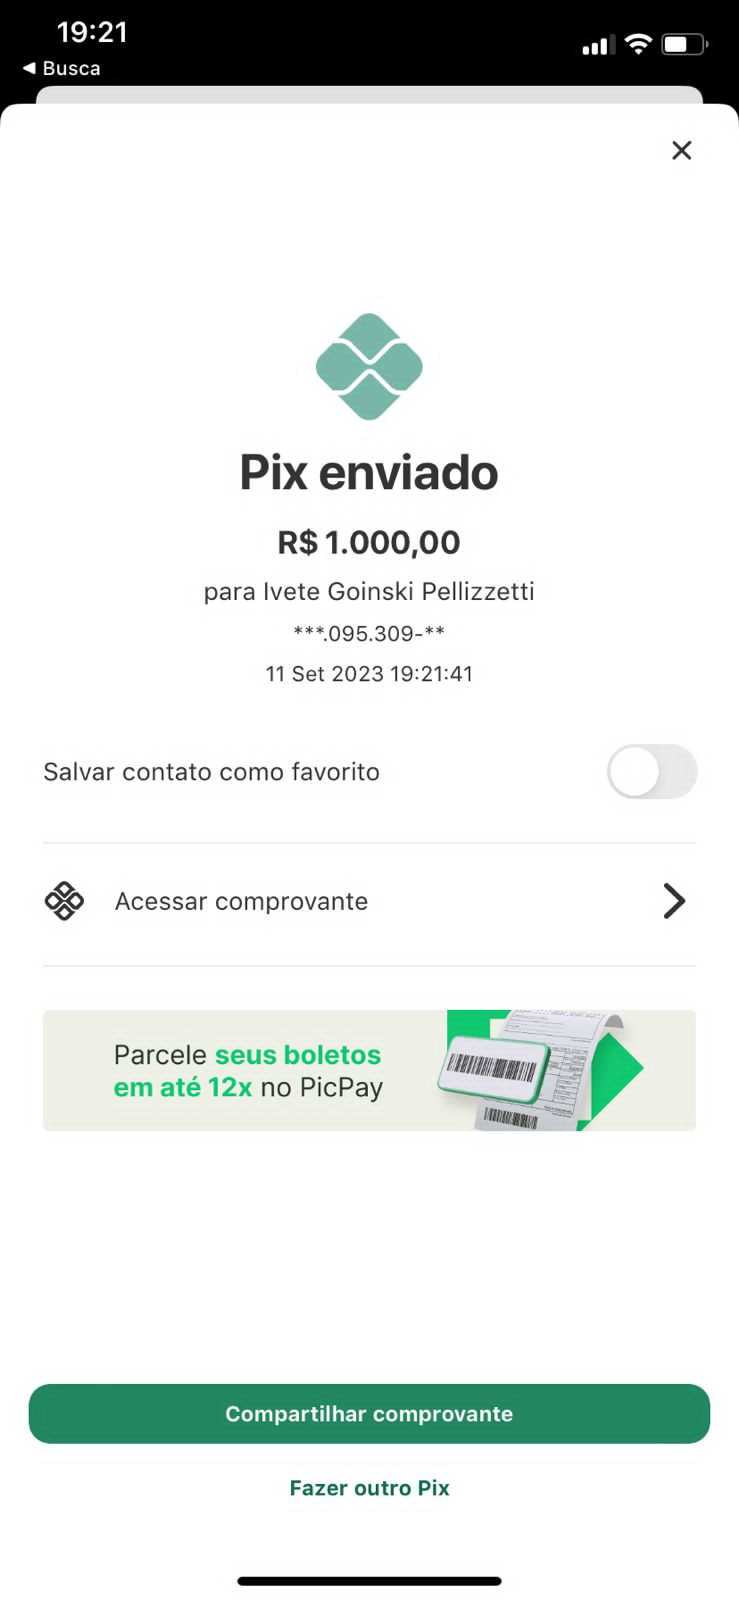 19:21
◀ Busca
Pix enviado
R$ 1.000,00
para Ivete Goinski Pellizzetti
***.095.309-**
11 Set 2023 19:21:41
Salvar contato como favorito
Acessar comprovante
Parcele seus boletos
em até 12x no PicPay
Compartilhar comprovante
Fazer outro Pix